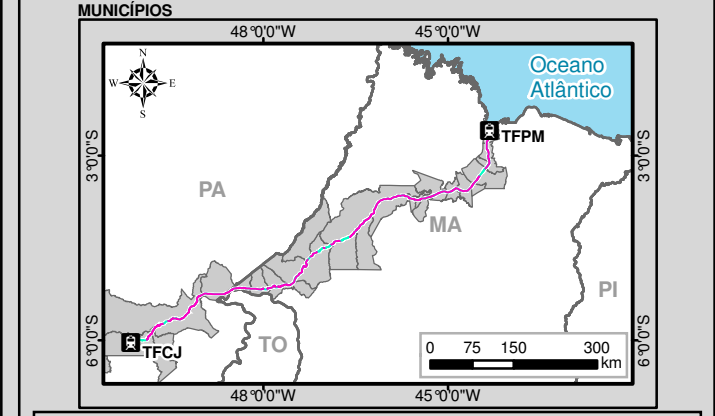 MUNICÍPIOS
48°0'0"W 45°0'0"W
N
W E
S
Oceano
Atlântico
TFPM
3°0'0"S 3°0'0"S
PA
MA
PI
TO
TFCJ
6°0'0"S 6°0'0"S
0 75 150 300
km
48°0'0"W 45°0'0"W